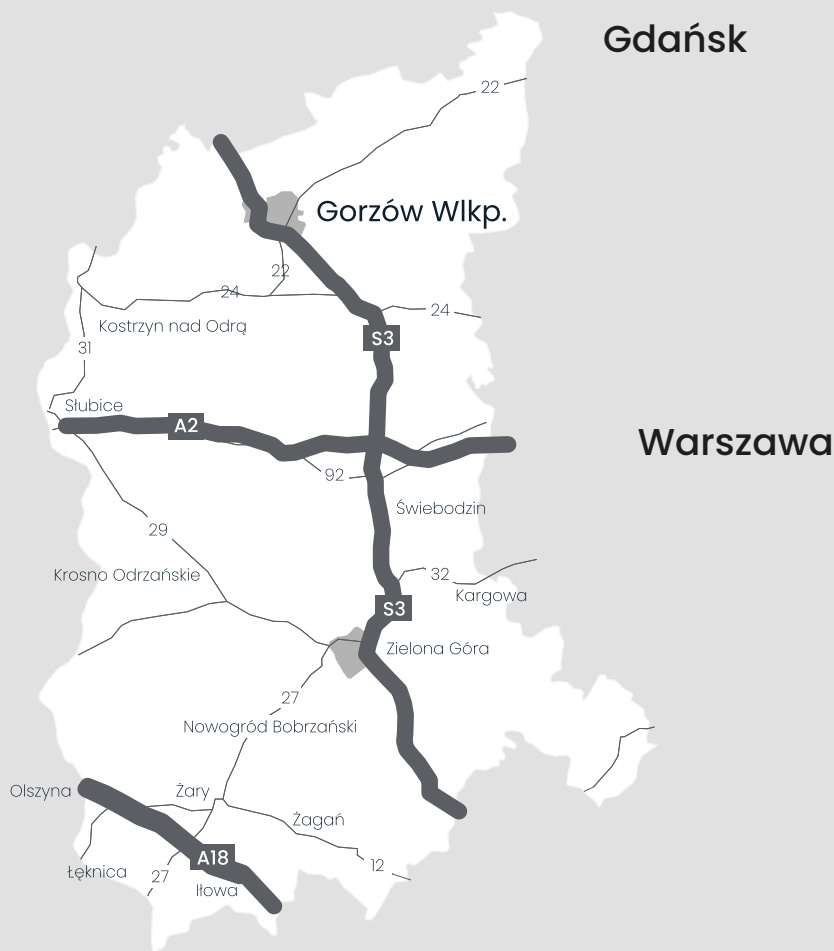 Gdańsk
22
Gorzów Wlkp.
22
24
24
Kostrzyn nad Odrą
S3
31
Słubice
A2
Warszawa
92
Świebodzin
29
Krosno Odrzańskie
32
Kargowa
S3
Zielona Góra
27
Nowogród Bobrzański
Olszyna
Żary
Żagań
A18
12
Łęknica
27
Iłowa